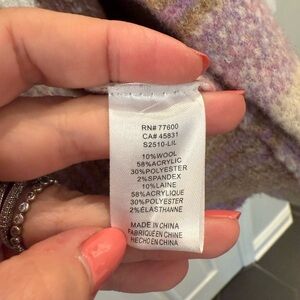 RN# 77600
CA# 45831
S2510-LIL
10% WOOL
58% ACRYLIC
30% POLYESTER
2% SPANDEX
10% LAINE
58% ACRYLIQUE
30% POLYESTER
2% ÉLASTHANNE
MADE IN CHINA
FABRIQUÉ EN CHINE
HECHO EN CHINA